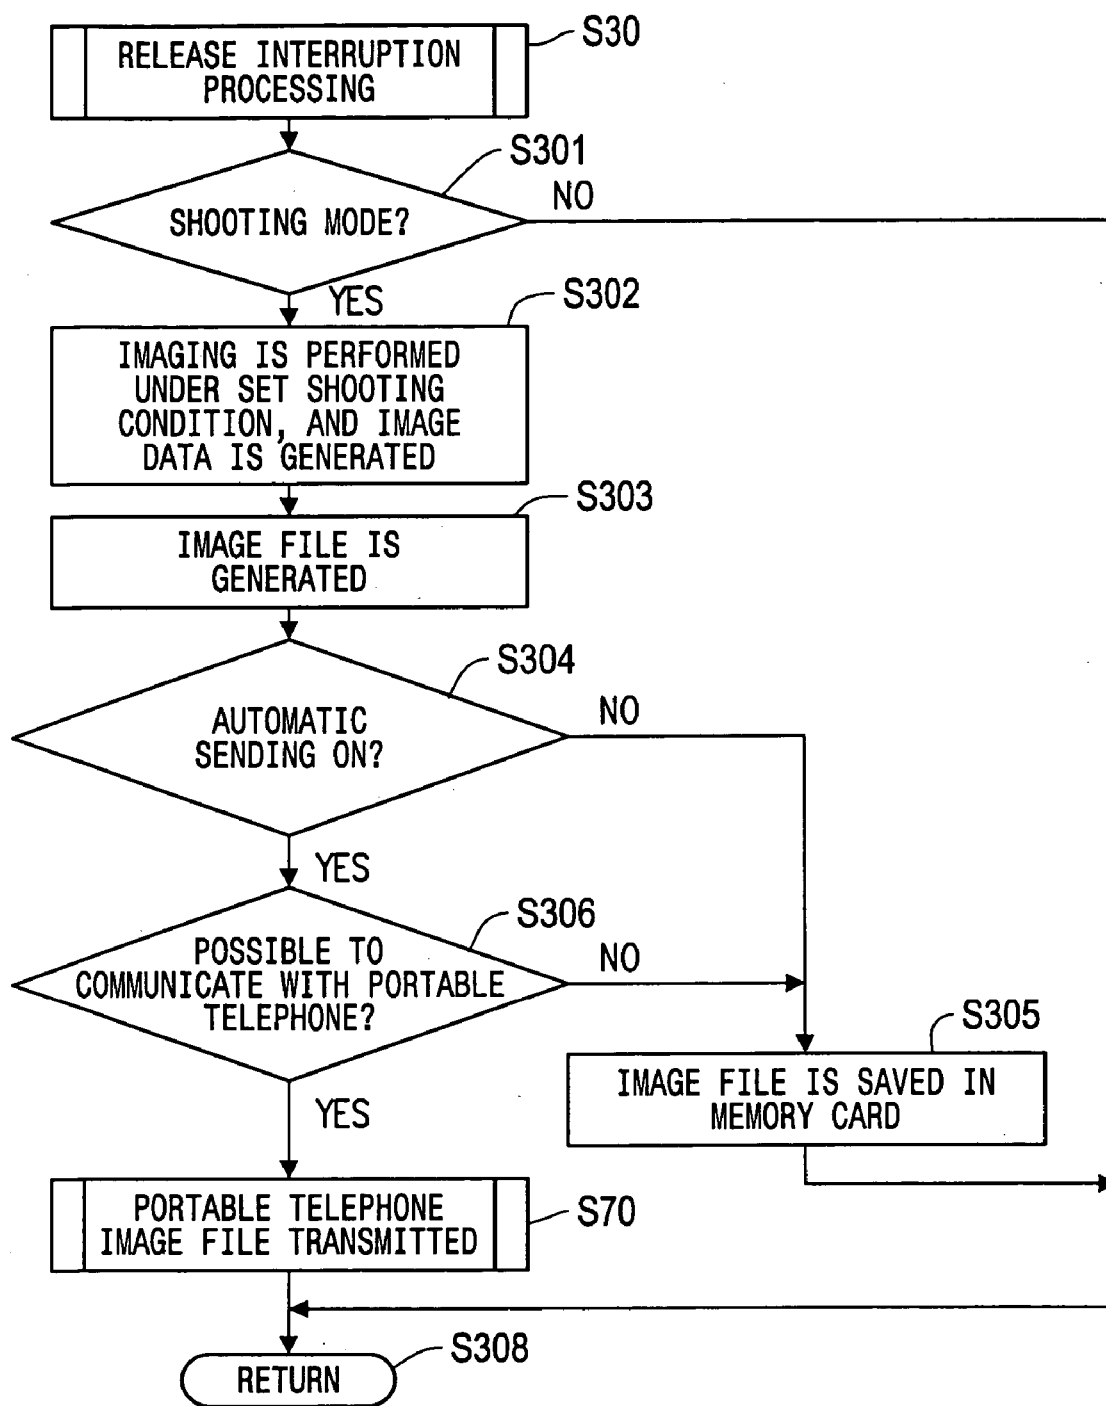 RELEASE INTERRUPTION
PROCESSING
S30
SHOOTING MODE?
S301
NO
YES
S302
IMAGING IS PERFORMED
UNDER SET SHOOTING
CONDITION, AND IMAGE
DATA IS GENERATED
S303
IMAGE FILE IS
GENERATED
S304
AUTOMATIC
SENDING ON?
NO
YES
S306
POSSIBLE TO
COMMUNICATE WITH PORTABLE
TELEPHONE?
NO
YES
S305
IMAGE FILE IS SAVED IN
MEMORY CARD
PORTABLE TELEPHONE
IMAGE FILE TRANSMITTED
S70
RETURN
S308